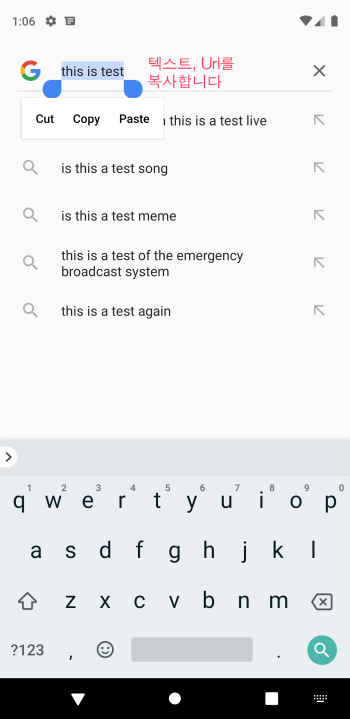 1:06
this is test
텍스트, Url를
복사합니다
Cut Copy Paste
this is a test live
is this a test song
is this a test meme
this is a test of the emergency
broadcast system
this is a test again
1 2 3 4 5 6 7 8 9 0
q w e r t y u i o p
a s d f g h j k l
z x c v b n m
?123 , .